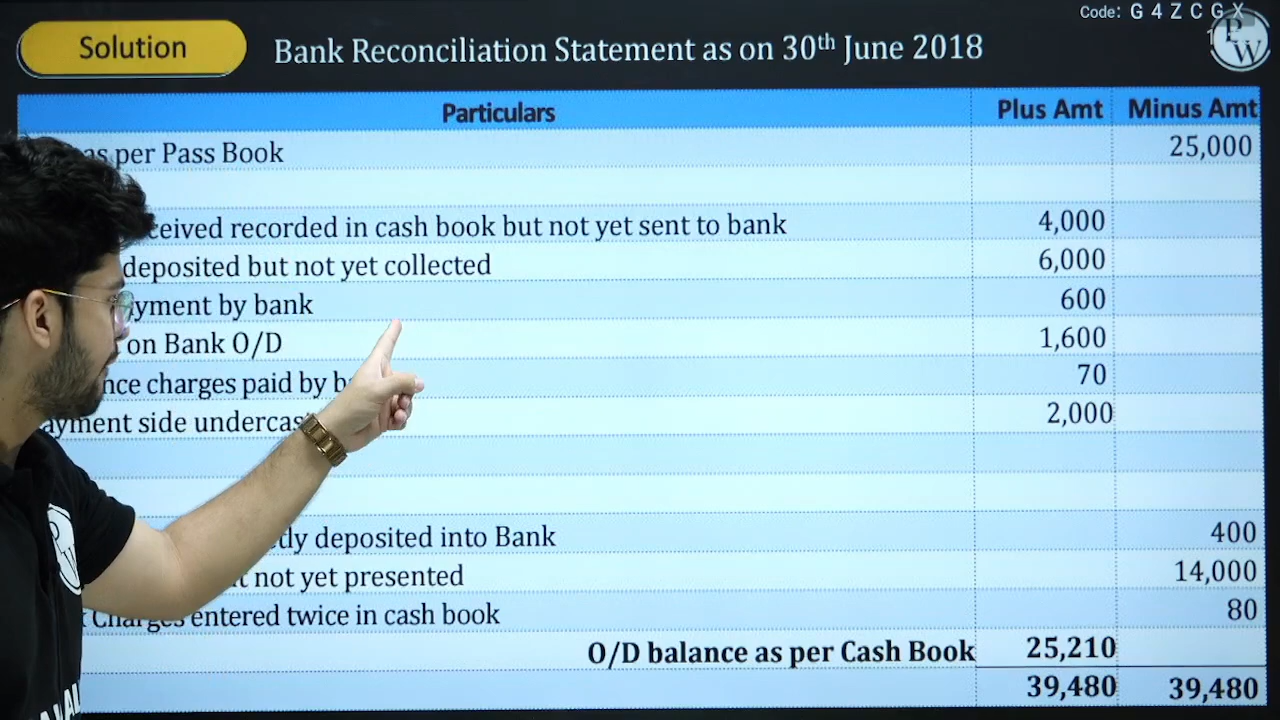 Code: G 4 Z C G X
Solution
Bank Reconciliation Statement as on 30th June 2018
PW
Particulars Plus Amt Minus Amt
as per Pass Book 25,000
ceived recorded in cash book but not yet sent to bank 4,000
deposited but not yet collected 6,000
yment by bank 600
on Bank O/D 1,600
nce charges paid by b 70
ayment side undercas 2,000
tly deposited into Bank 400
t not yet presented 14,000
Charges entered twice in cash book 80
O/D balance as per Cash Book 25,210
39,480 39,480